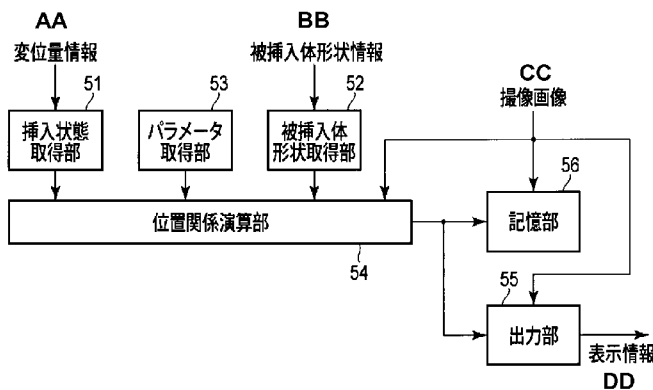 AA
変位量情報
BB
被挿入体形状情報
CC
撮像画像
51
挿入状態
取得部
53
パラメータ
取得部
52
被挿入体
形状取得部
位置関係演算部
54
56
記憶部
55
出力部
表示情報
DD